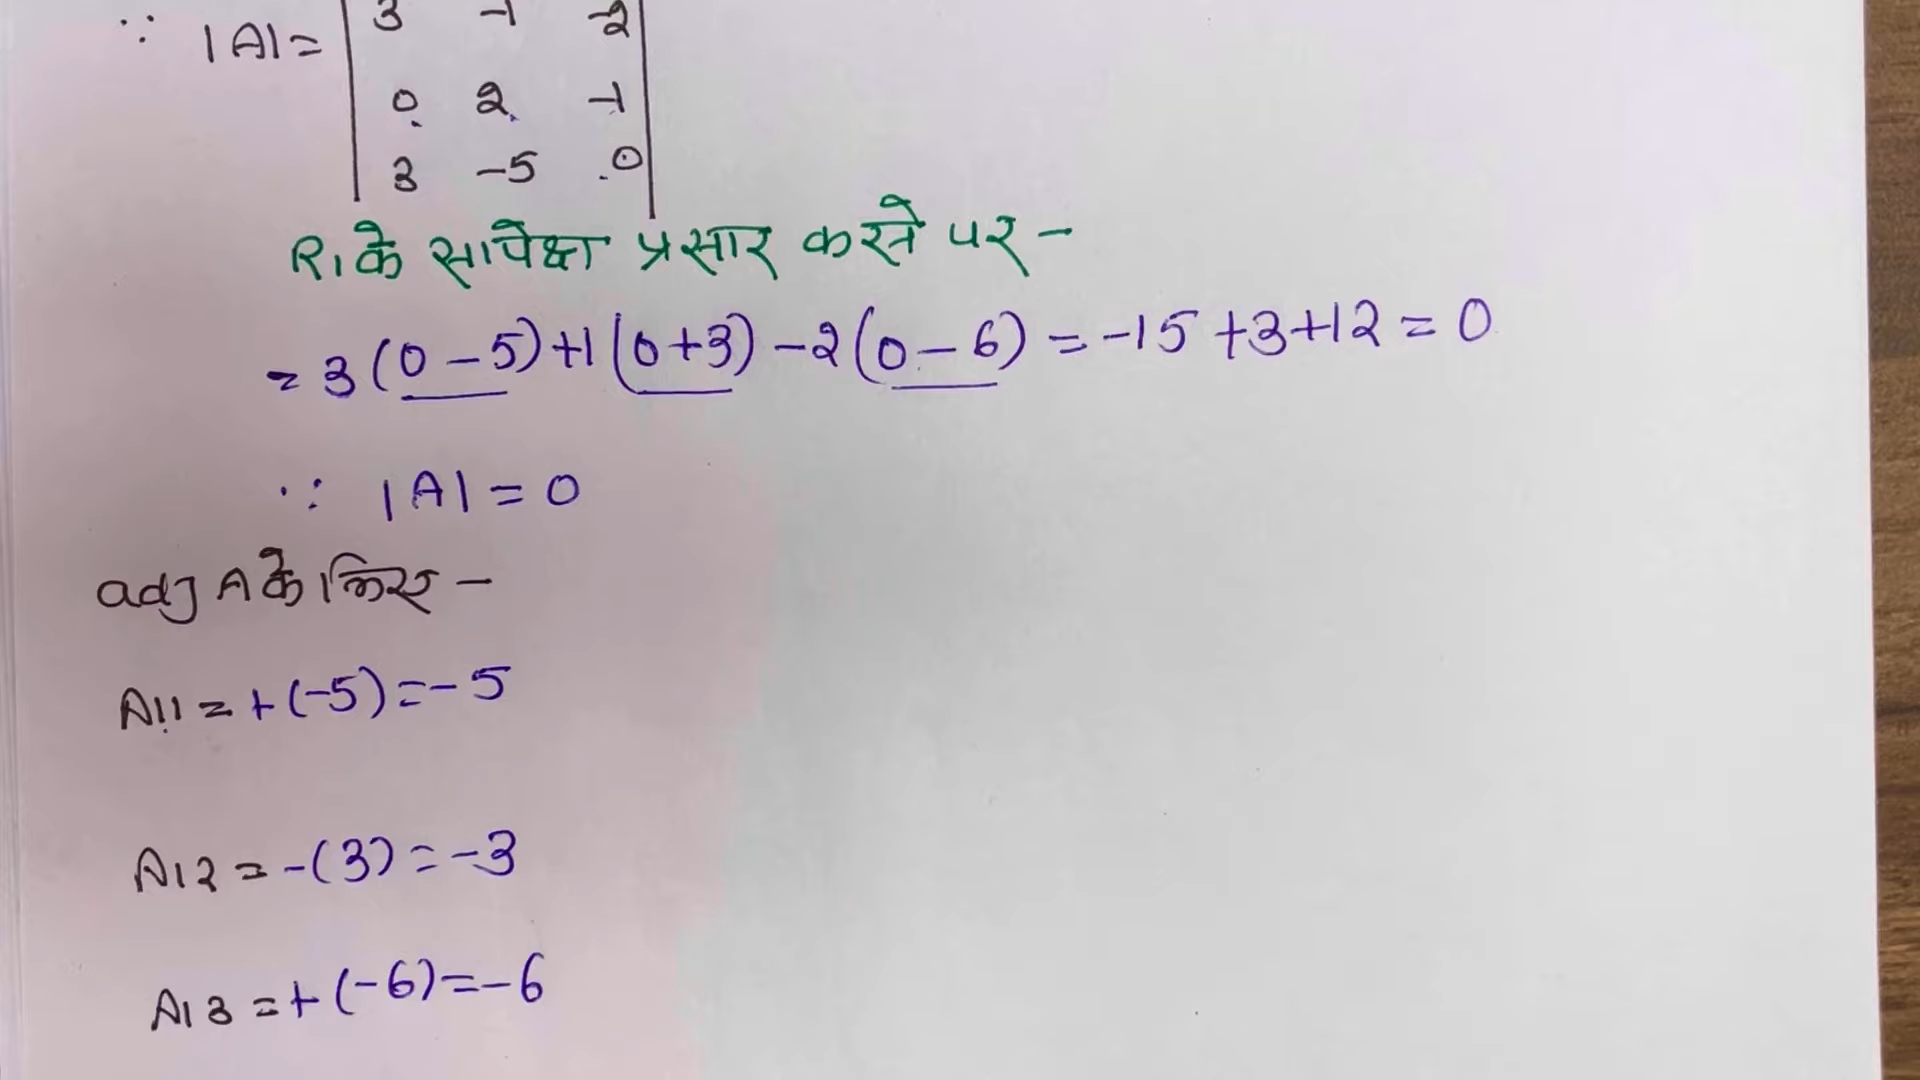 ∵ |A| = | 3 -1 -2 |
| 0 2 -1 |
| 3 -5 0 |
R₁ के सापेक्ष प्रसार करने पर -
= 3(0-5)+1(0+3)-2(0-6) = -15+3+12 = 0
∵ |A| = 0
adj A के लिए -
A11 = +(-5) = -5
A12 = -(3) = -3
A13 = +(-6) = -6